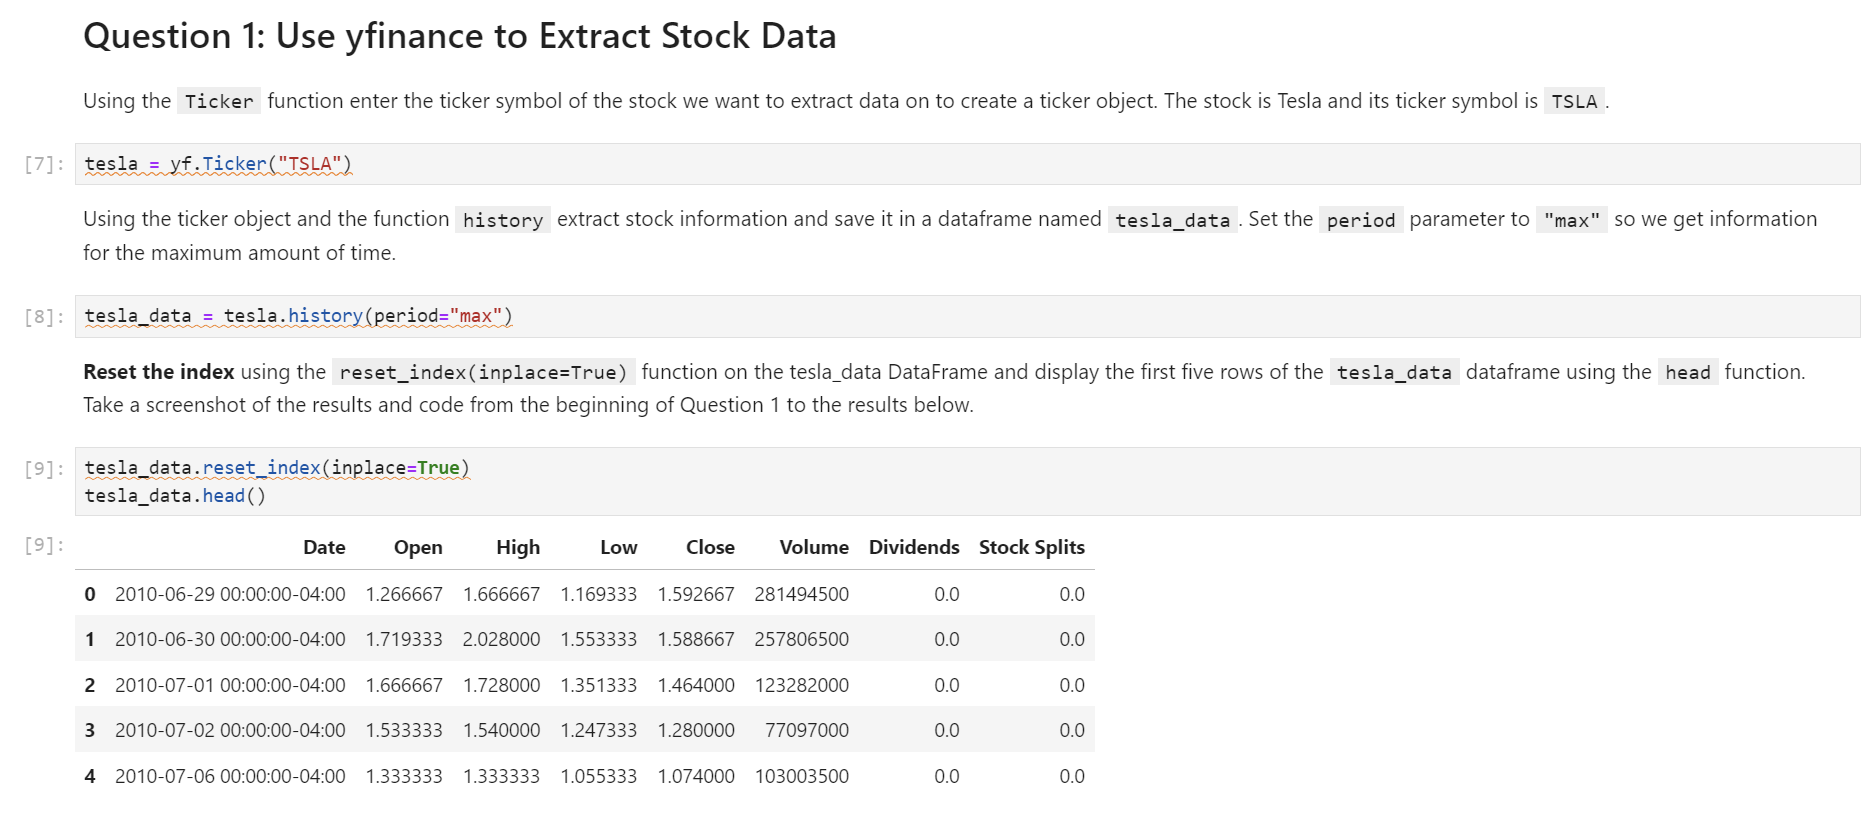 Question 1: Use yfinance to Extract Stock Data
Using the Ticker function enter the ticker symbol of the stock we want to extract data on to create a ticker object. The stock is Tesla and its ticker symbol is TSLA .
[7]: tesla = yf.Ticker("TSLA")
Using the ticker object and the function history extract stock information and save it in a dataframe named tesla_data . Set the period parameter to "max" so we get information
for the maximum amount of time.
[8]: tesla_data = tesla.history(period="max")
Reset the index using the reset_index(inplace=True) function on the tesla_data DataFrame and display the first five rows of the tesla_data dataframe using the head function.
Take a screenshot of the results and code from the beginning of Question 1 to the results below.
[9]: tesla_data.reset_index(inplace=True)
tesla_data.head()
[9]: Date Open High Low Close Volume Dividends Stock Splits
0 2010-06-29 00:00:00-04:00 1.266667 1.666667 1.169333 1.592667 281494500 0.0 0.0
1 2010-06-30 00:00:00-04:00 1.719333 2.028000 1.553333 1.588667 257806500 0.0 0.0
2 2010-07-01 00:00:00-04:00 1.666667 1.728000 1.351333 1.464000 123282000 0.0 0.0
3 2010-07-02 00:00:00-04:00 1.533333 1.540000 1.247333 1.280000 77097000 0.0 0.0
4 2010-07-06 00:00:00-04:00 1.333333 1.333333 1.055333 1.074000 103003500 0.0 0.0